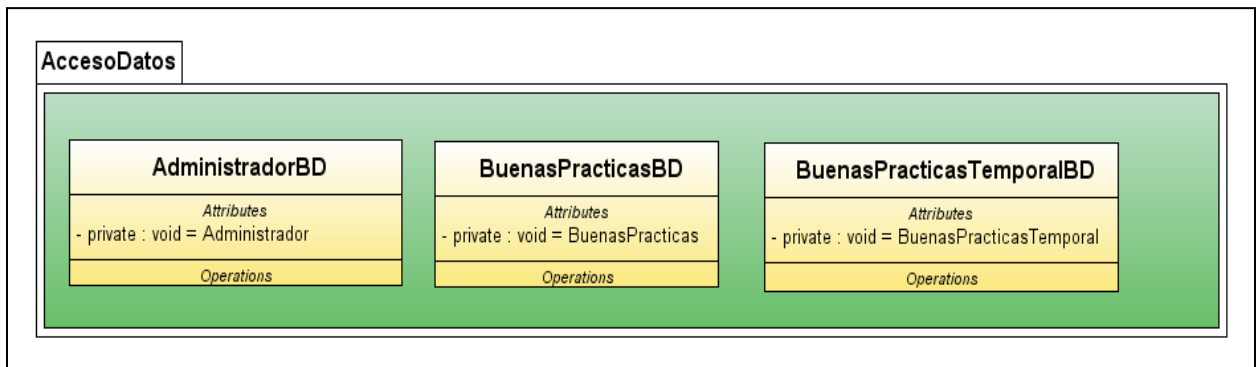 AccesoDatos
AdministradorBD
Attributes
- private : void = Administrador
Operations
BuenasPracticasBD
Attributes
- private : void = BuenasPracticas
Operations
BuenasPracticasTemporalBD
Attributes
- private : void = BuenasPracticasTemporal
Operations